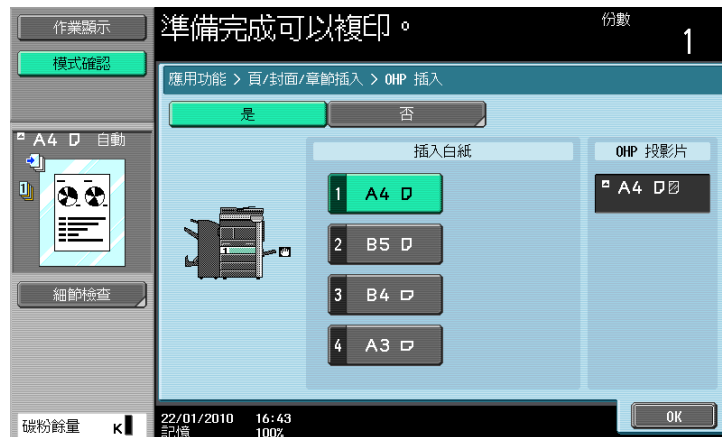 作業顯示
模式確認
A4 自動
細節檢查
碳粉餘量 K
準備完成可以複印。
份數
1
應用功能 > 頁/封面/章節插入 > OHP 插入
是
否
插入白紙
OHP 投影片
1 A4
2 B5
3 B4
4 A3
A4
1
OK
22/01/2010 16:43
記憶 100%